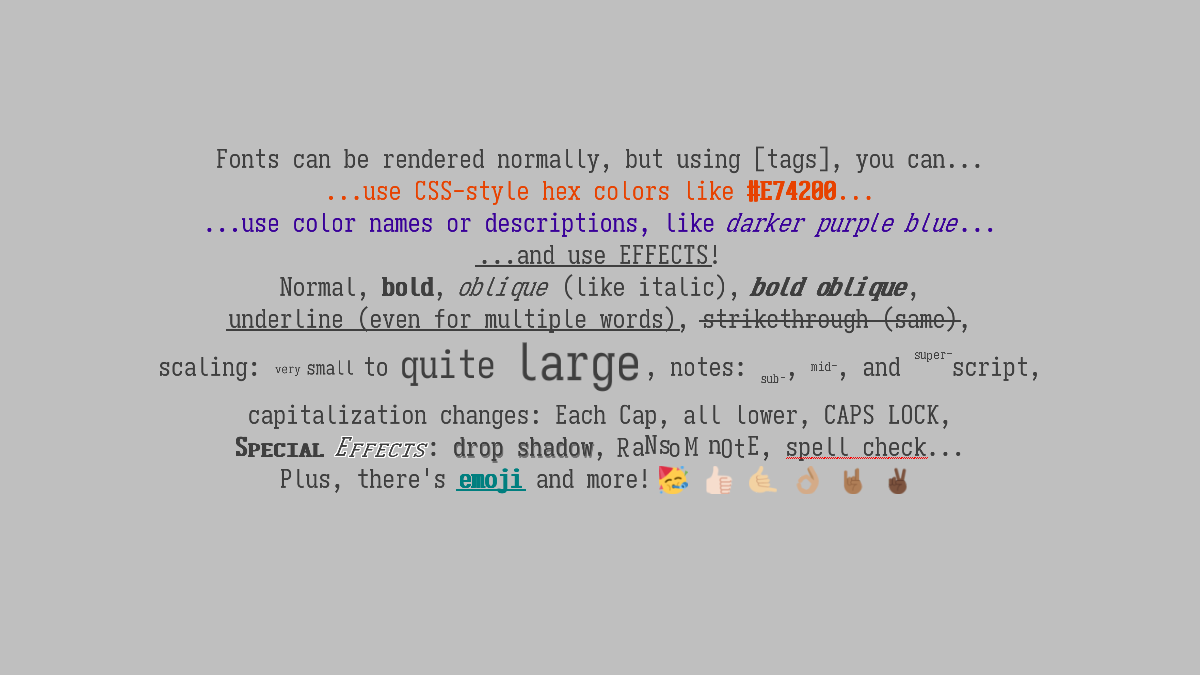 Fonts can be rendered normally, but using [tags], you can...
...use CSS-style hex colors like #E74200...
...use color names or descriptions, like darker purple blue...
...and use EFFECTS!
Normal, bold, oblique (like italic), bold oblique,
underline (even for multiple words), strikethrough (same),
scaling: very small to quite large, notes: sub-, mid-, and super-script,
capitalization changes: Each Cap, all lower, CAPS LOCK,
Special Effects: drop shadow, RaNsoM nOtE, spell check...
Plus, there's emoji and more! 🥳 👍🏻 🤙🏼 👌🏽 🤘🏾 ✌🏿